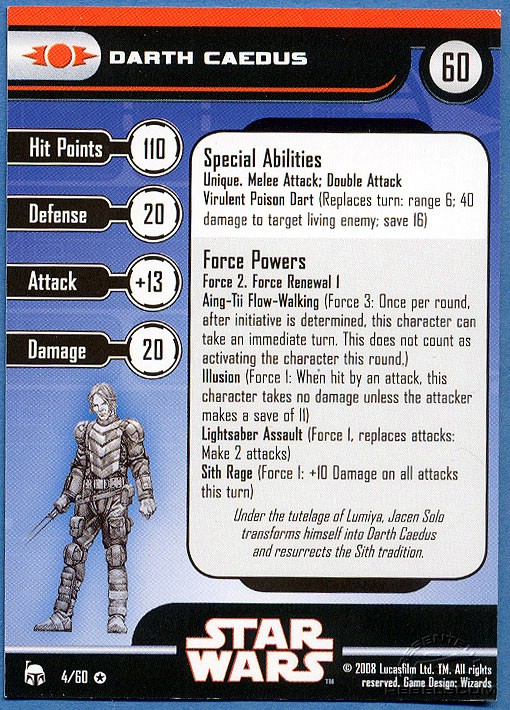 DARTH CAEDUS
60
Hit Points 110
Defense 20
Attack +13
Damage 20
Special Abilities
Unique. Melee Attack; Double Attack
Virulent Poison Dart (Replaces turn: range 6; 40
damage to target living enemy; save 16)
Force Powers
Force 2. Force Renewal 1
Aing-Tii Flow-Walking (Force 3: Once per round,
after initiative is determined, this character can
take an immediate turn. This does not count as
activating the character this round.)
Illusion (Force 1: When hit by an attack, this
character takes no damage unless the attacker
makes a save of 11)
Lightsaber Assault (Force 1, replaces attacks:
Make 2 attacks)
Sith Rage (Force 1: +10 Damage on all attacks
this turn)
Under the tutelage of Lumiya, Jacen Solo
transforms himself into Darth Caedus
and resurrects the Sith tradition.
STAR
WARS™
4/60
© 2008 Lucasfilm Ltd. TM. All rights
reserved. Game Design: Wizards